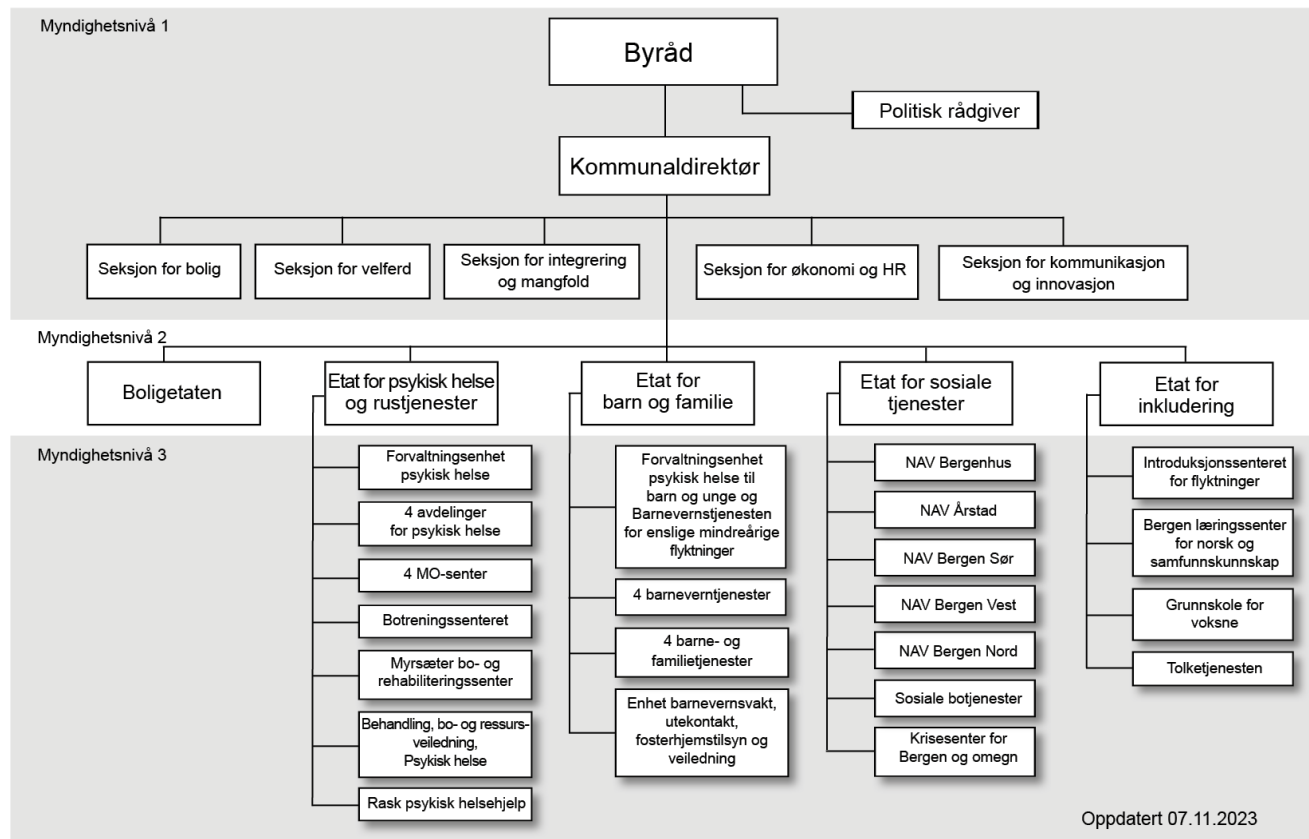 Myndighetsnivå 1
Byråd
Politisk rådgiver
Kommunaldirektør
Seksjon for bolig
Seksjon for velferd
Seksjon for integrering
og mangfold
Seksjon for økonomi og HR
Seksjon for kommunikasjon
og innovasjon
Myndighetsnivå 2
Boligetaten
Etat for psykisk helse
og rustjenester
Etat for
barn og familie
Etat for sosiale
tjenester
Etat for
inkludering
Myndighetsnivå 3
Forvaltningsenhet
psykisk helse
4 avdelinger
for psykisk helse
4 MO-senter
Botreningssenteret
Myrsæter bo- og
rehabiliteringssenter
Behandling, bo- og ressurs-
veiledning,
Psykisk helse
Rask psykisk helsehjelp
Forvaltningsenhet
psykisk helse til
barn og unge og
Barnevernstjenesten
for enslige mindreårige
flyktninger
4 barneverntjenester
4 barne- og
familietjenester
Enhet barnevernsvakt,
utekontakt,
fosterhjemstilsyn og
veiledning
NAV Bergenhus
NAV Årstad
NAV Bergen Sør
NAV Bergen Vest
NAV Bergen Nord
Sosiale botjenester
Krisesenter for
Bergen og omegn
Introduksjonssenteret
for flyktninger
Bergen læringssenter
for norsk og
samfunnskunnskap
Grunnskole for
voksne
Tolketjenesten
Oppdatert 07.11.2023